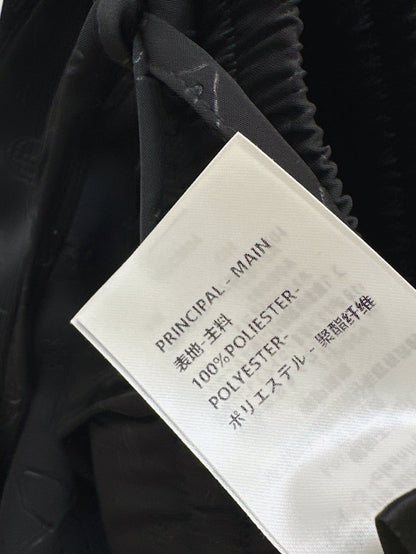 PRINCIPAL - MAIN
表地-主料
100%POLIESTER-
POLYESTER-
ポリエステル - 聚酯纤维